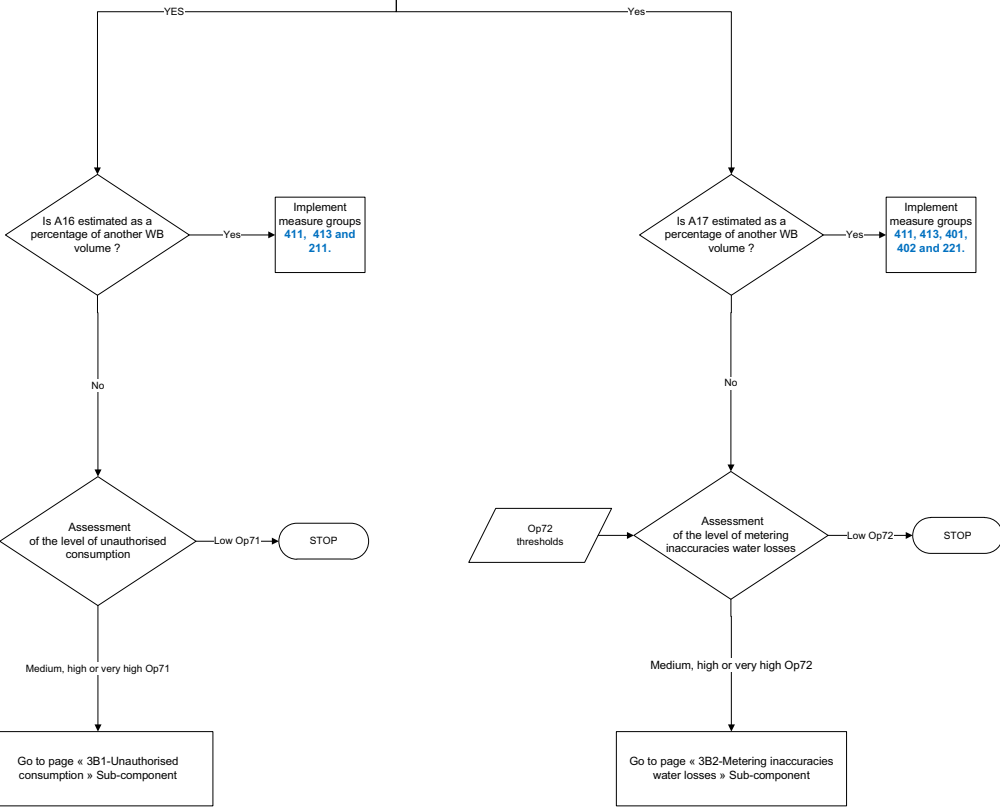 YES
Yes
Is A16 estimated as a
percentage of another WB
volume ?
Yes
Implement
measure groups
411, 413 and
211.
Is A17 estimated as a
percentage of another WB
volume ?
Yes
Implement
measure groups
411, 413, 401,
402 and 221.
No
No
Assessment
of the level of unauthorised
consumption
Low Op71
STOP
Op72
thresholds
Assessment
of the level of metering
inaccuracies water losses
Low Op72
STOP
Medium, high or very high Op71
Medium, high or very high Op72
Go to page « 3B1-Unauthorised
consumption » Sub-component
Go to page « 3B2-Metering inaccuracies
water losses » Sub-component